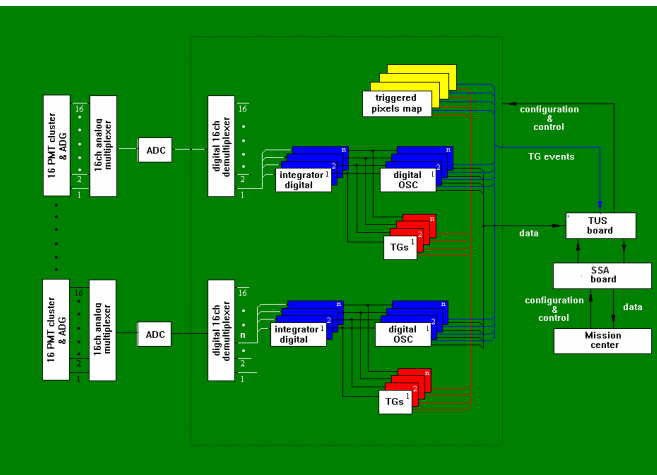 16 PMT cluster
& ADG
16
2
1
16ch analog
multiplexer
ADC
digital 16ch
demultiplexer
16
2
1
n
2
integrator 1
digital
n
2
digital 1
OSC
triggered
pixels map
n
2
TGs 1
configuration
&
control
TG events
data
TUS
board
SSA
board
configuration
&
control
data
Mission
center
16 PMT cluster
& ADG
16
2
1
16ch analog
multiplexer
ADC
digital 16ch
demultiplexer
16
n
2
1
n
2
integrator 1
digital
n
2
digital 1
OSC
n
2
TGs 1